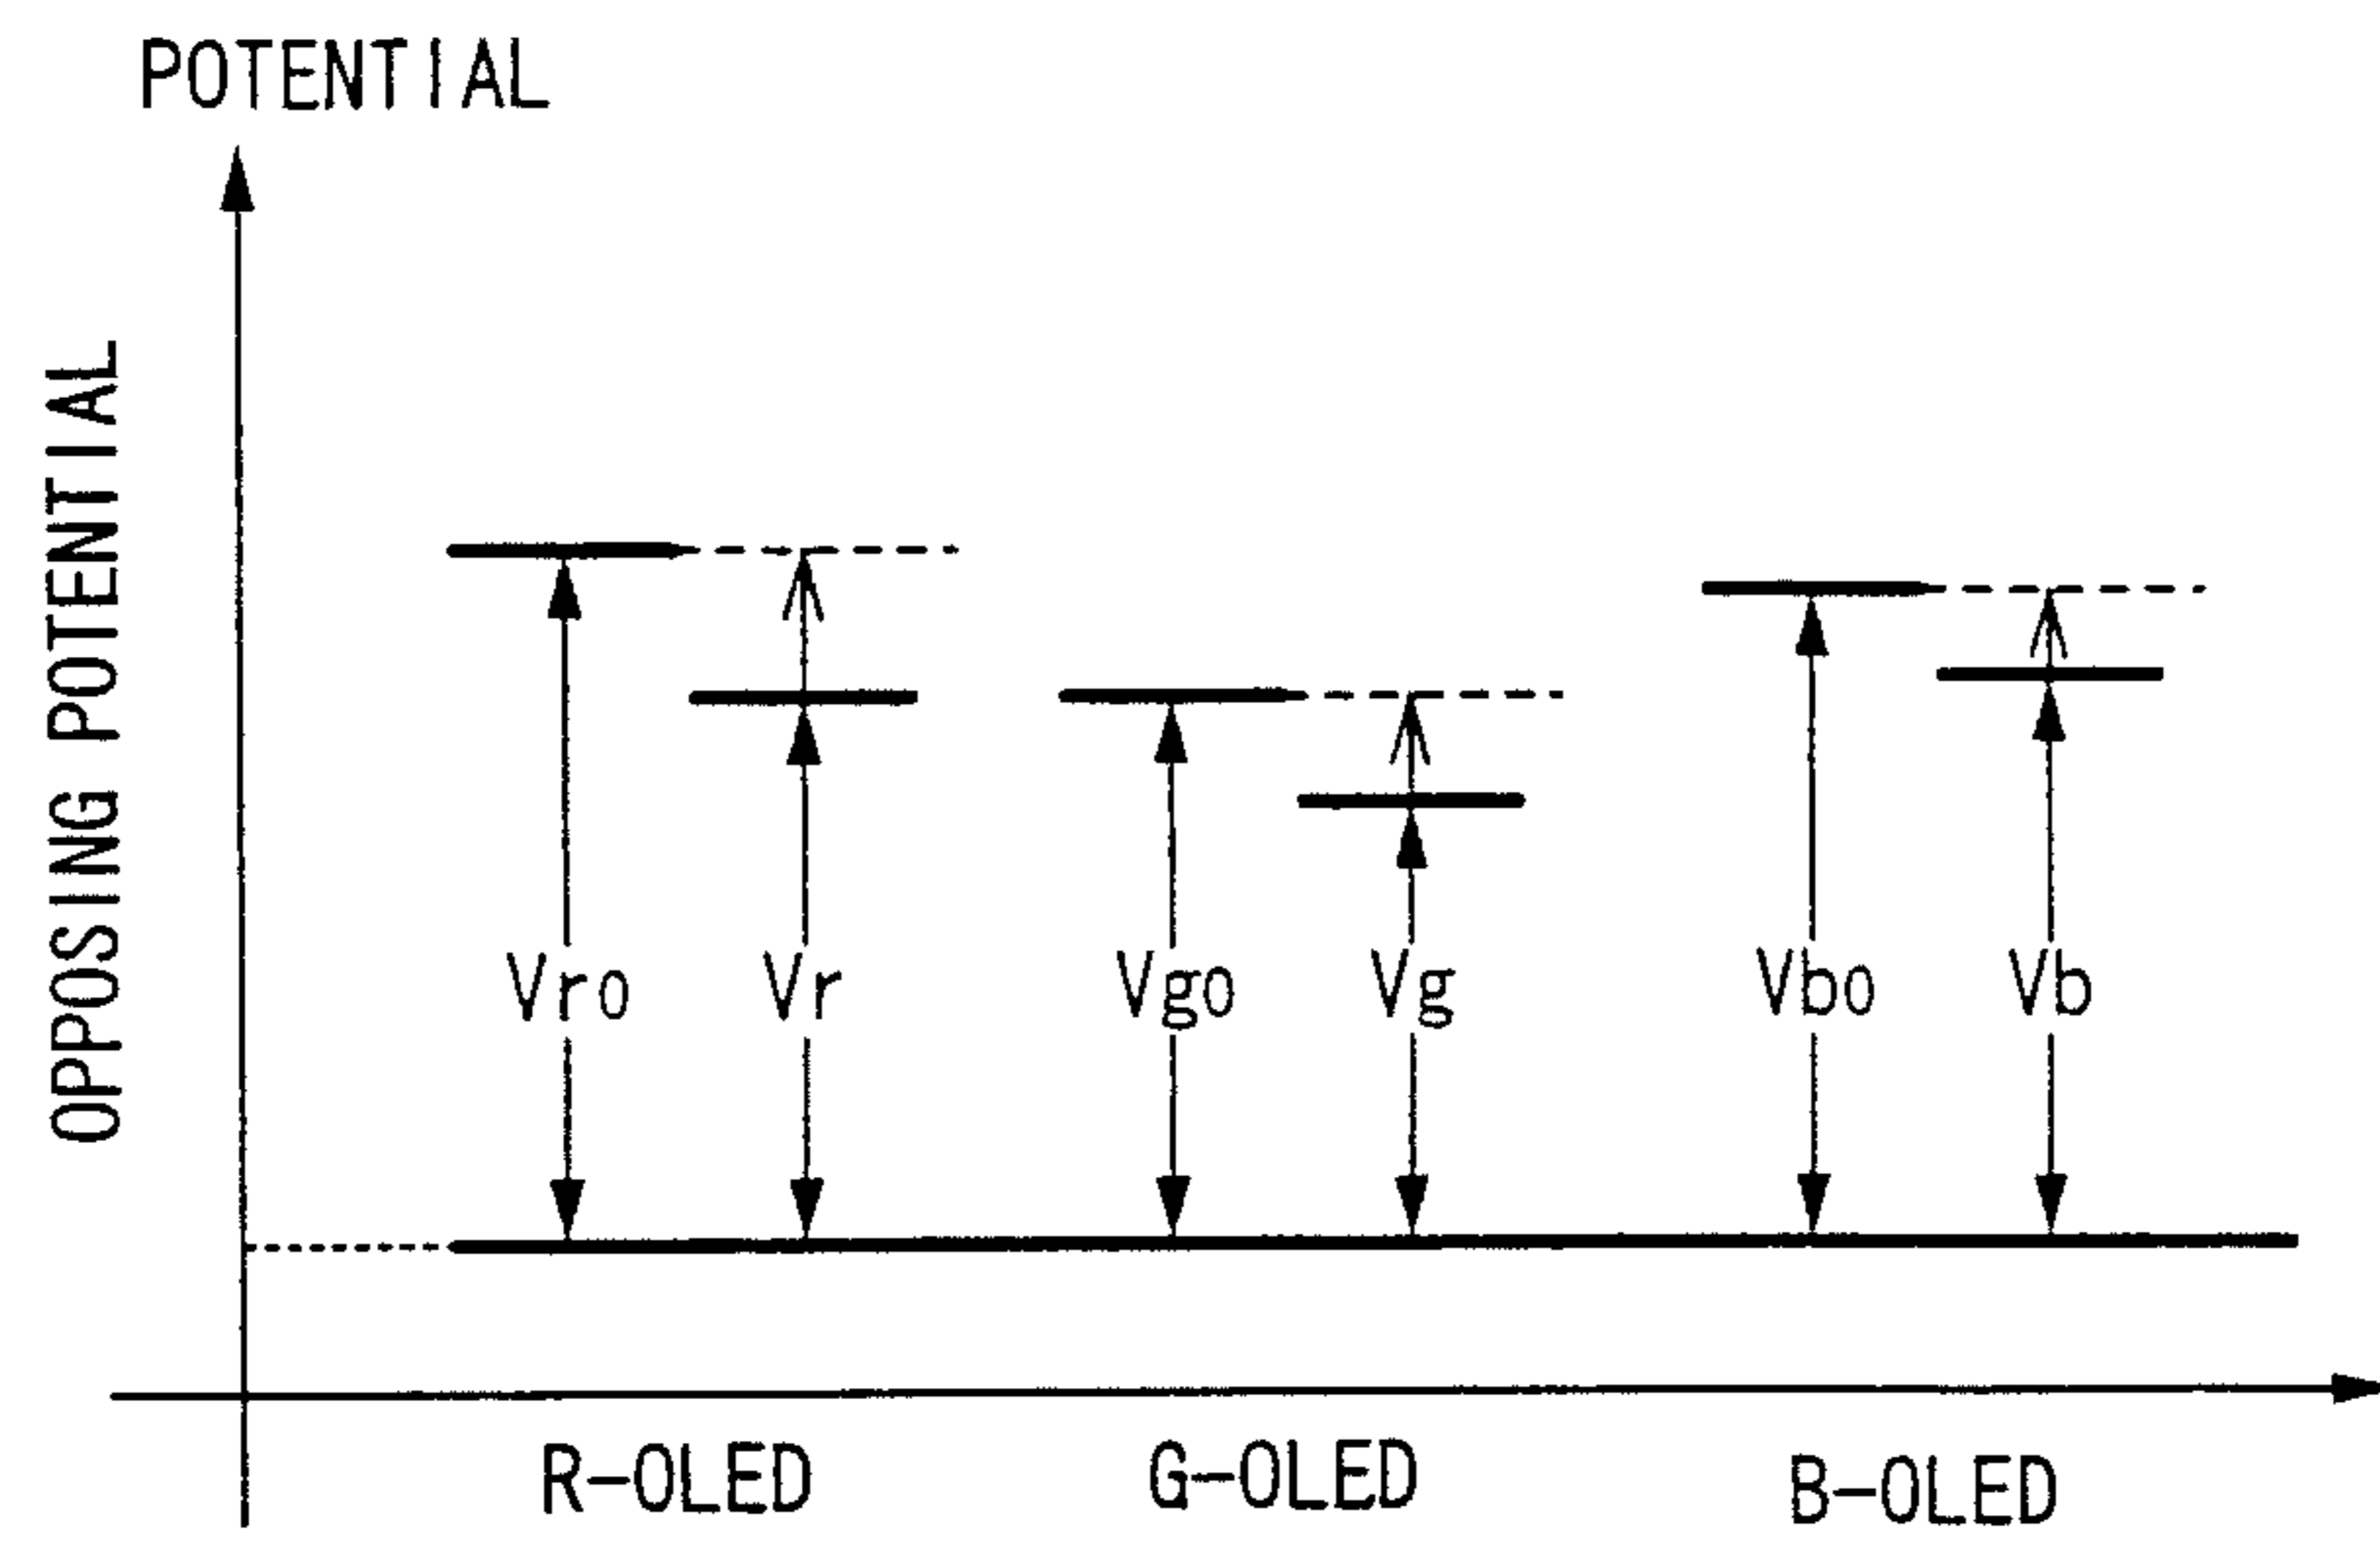 POTENTIAL
OPPOSING POTENTIAL
Vro Vr Vgo Vg Vbo Vb
R-OLED G-OLED B-OLED